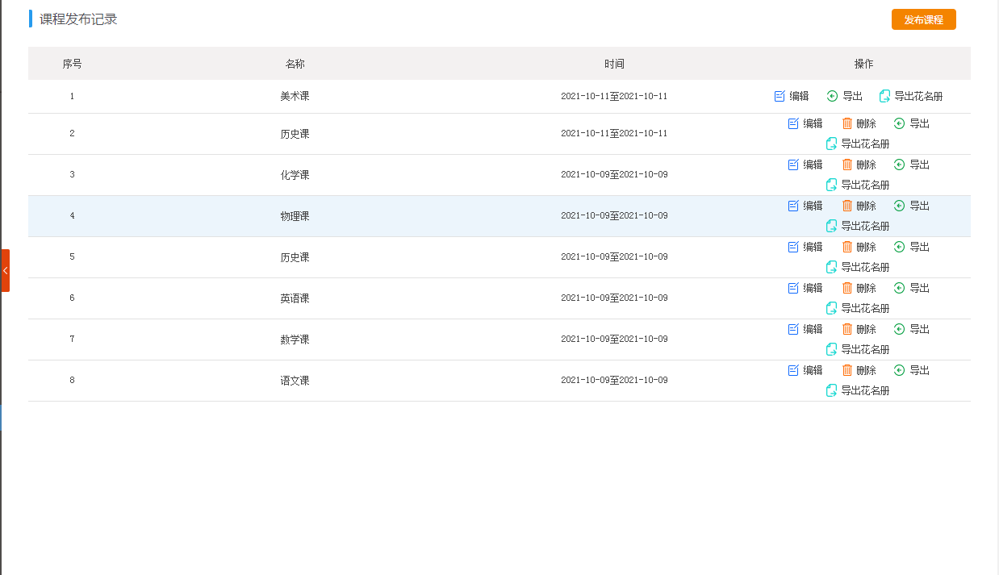 课程发布记录
发布课程
序号 名称 时间 操作
1 美术课 2021-10-11至2021-10-11 编辑 导出 导出花名册
2 历史课 2021-10-11至2021-10-11 编辑 删除 导出
导出花名册
3 化学课 2021-10-09至2021-10-09 编辑 删除 导出
导出花名册
4 物理课 2021-10-09至2021-10-09 编辑 删除 导出
导出花名册
5 历史课 2021-10-09至2021-10-09 编辑 删除 导出
导出花名册
6 英语课 2021-10-09至2021-10-09 编辑 删除 导出
导出花名册
7 数学课 2021-10-09至2021-10-09 编辑 删除 导出
导出花名册
8 语文课 2021-10-09至2021-10-09 编辑 删除 导出
导出花名册